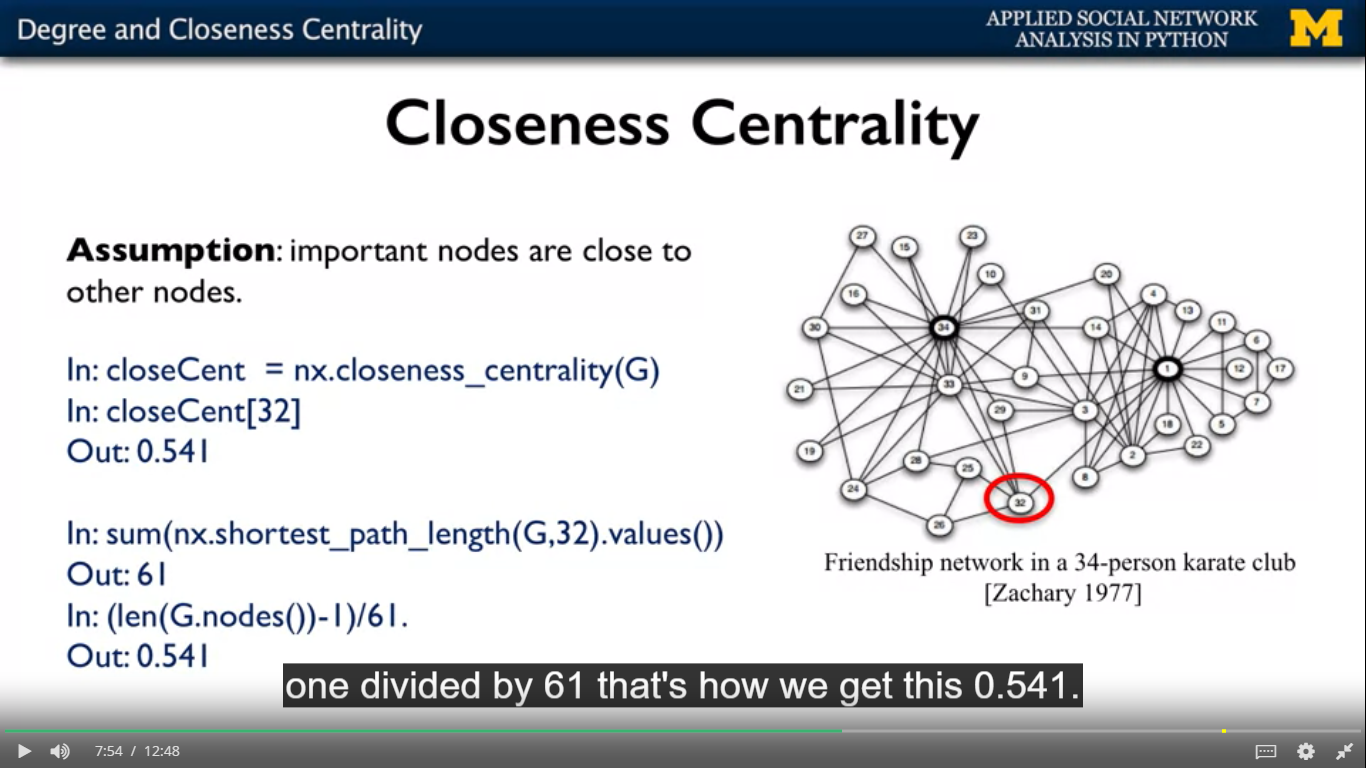 Degree and Closeness Centrality
APPLIED SOCIAL NETWORK
ANALYSIS IN PYTHON
M
Closeness Centrality
Assumption: important nodes are close to
other nodes.
In: closeCent = nx.closeness_centrality(G)
In: closeCent[32]
Out: 0.541
In: sum(nx.shortest_path_length(G,32).values())
Out: 61
In: (len(G.nodes())-1)/61.
Out: 0.541
27
15
23
10
20
16
31
4
13
30
34
14
11
6
21
33
9
1
12
17
29
3
7
19
18
5
28
25
2
22
24
32
8
26
Friendship network in a 34-person karate club
[Zachary 1977]
one divided by 61 that's how we get this 0.541.
7:54 / 12:48